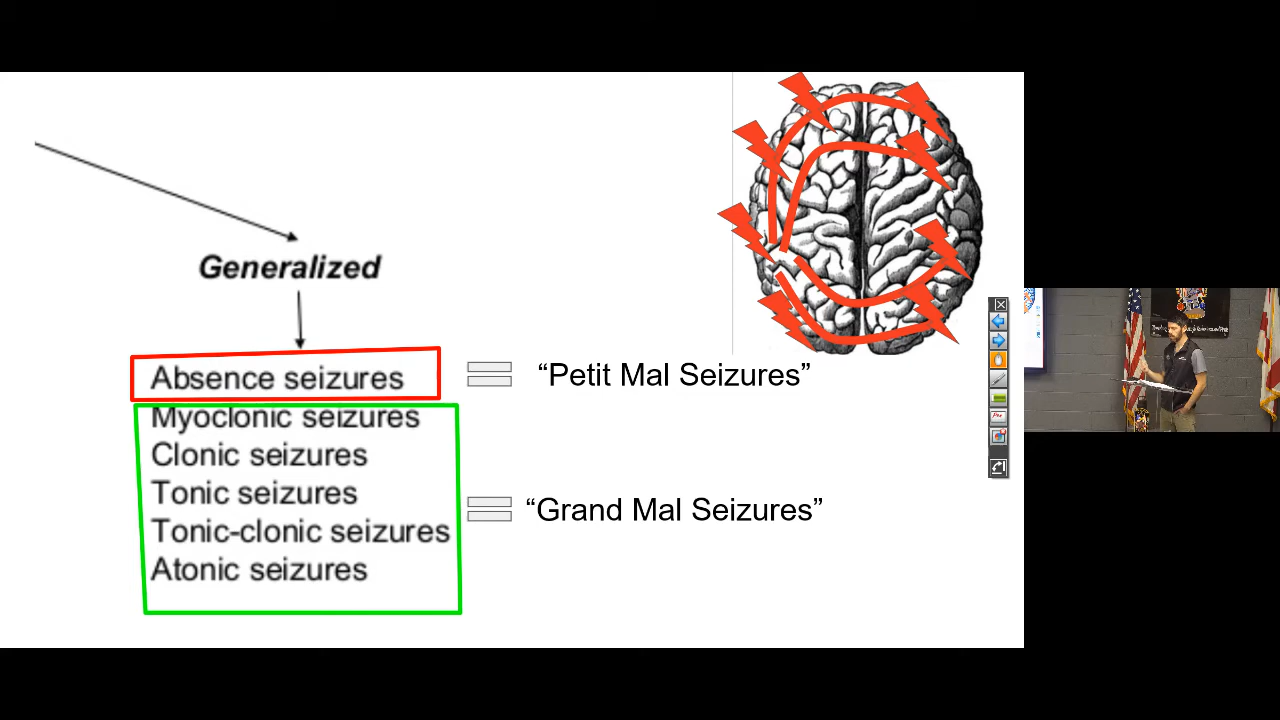 Generalized
Absence seizures
“Petit Mal Seizures”
Myoclonic seizures
Clonic seizures
Tonic seizures
“Grand Mal Seizures”
Tonic-clonic seizures
Atonic seizures